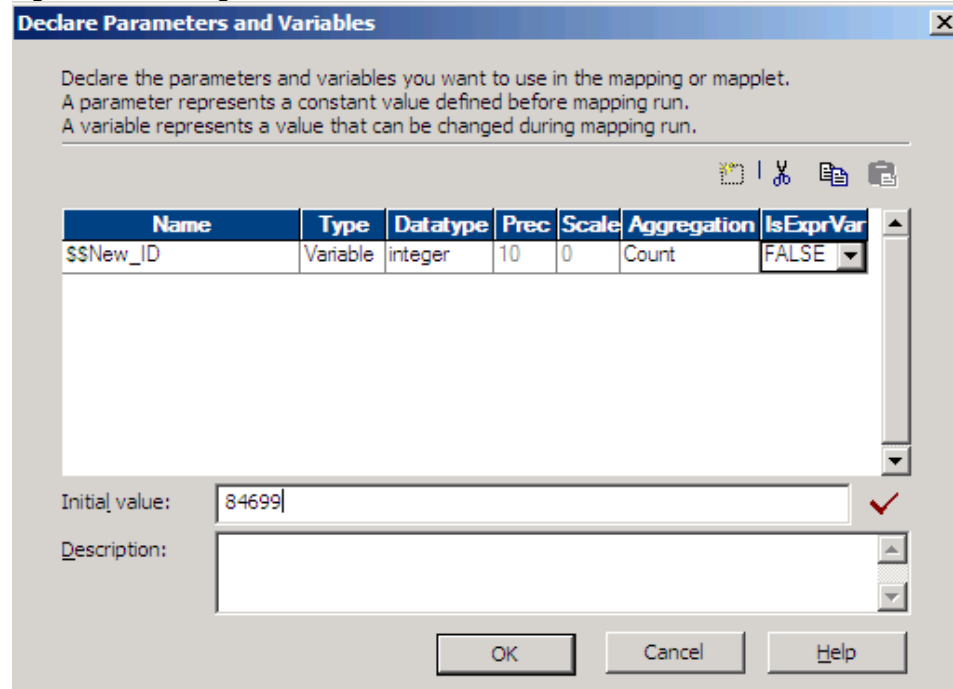 Declare Parameters and Variables
Declare the parameters and variables you want to use in the mapping or mapplet.
A parameter represents a constant value defined before mapping run.
A variable represents a value that can be changed during mapping run.
Name Type Datatype Prec Scale Aggregation IsExprVar
$$New_ID Variable integer 10 0 Count FALSE
Initial value: 84699
Description:
OK Cancel Help